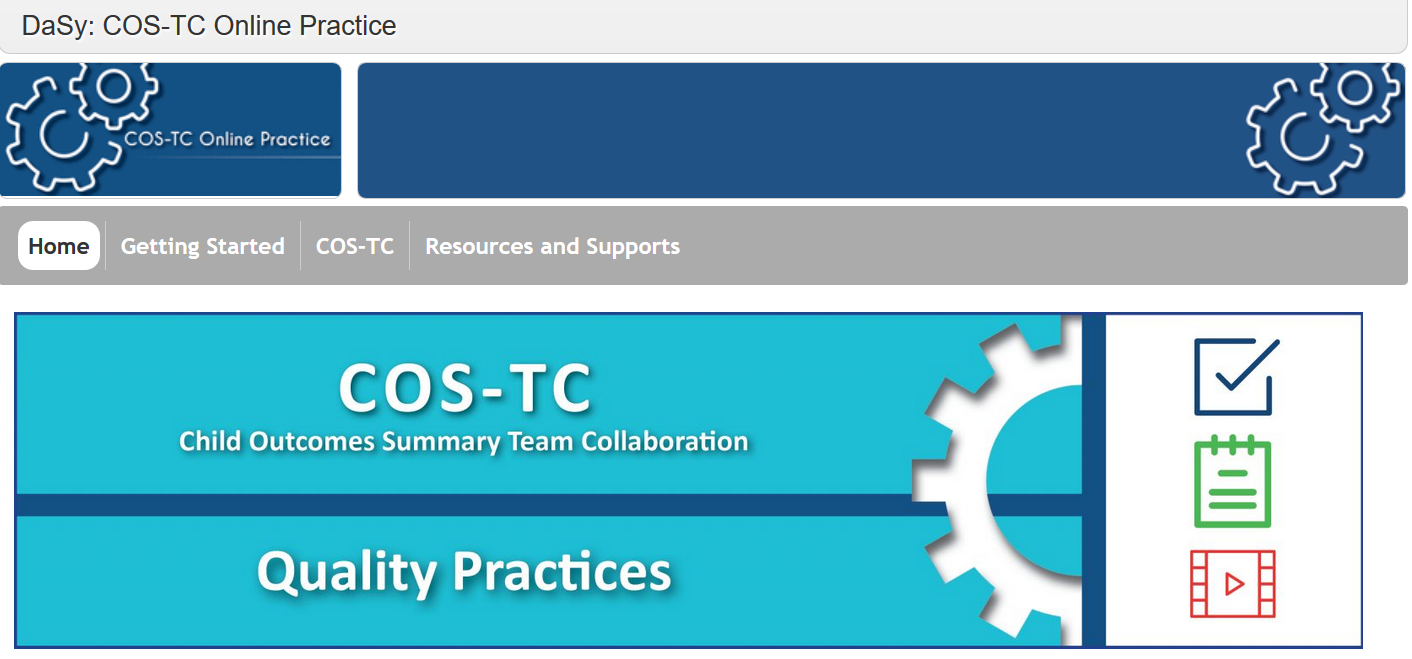 DaSy: COS-TC Online Practice
COS-TC Online Practice
Home Getting Started COS-TC Resources and Supports
COS-TC
Child Outcomes Summary Team Collaboration
Quality Practices